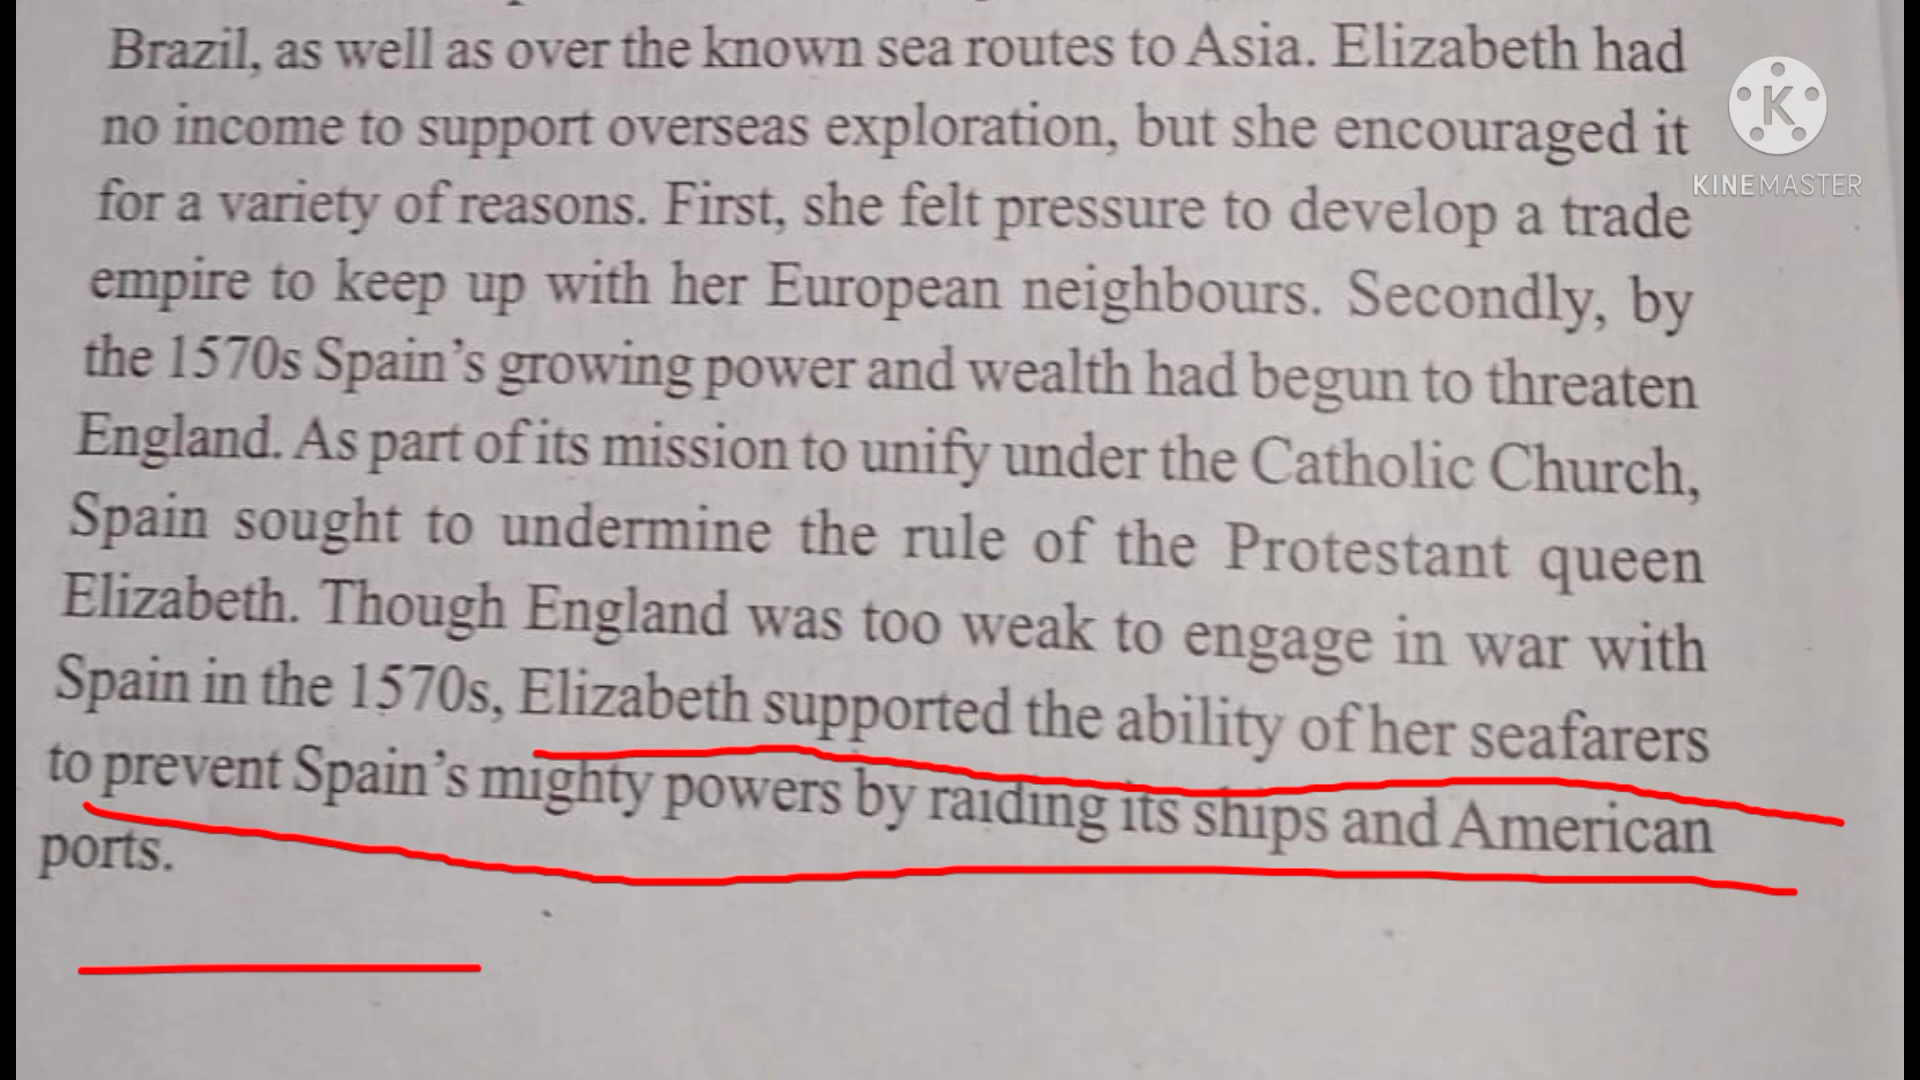 Brazil, as well as over the known sea routes to Asia. Elizabeth had
no income to support overseas exploration, but she encouraged it
for a variety of reasons. First, she felt pressure to develop a trade
empire to keep up with her European neighbours. Secondly, by
the 1570s Spain's growing power and wealth had begun to threaten
England. As part of its mission to unify under the Catholic Church,
Spain sought to undermine the rule of the Protestant queen
Elizabeth. Though England was too weak to engage in war with
Spain in the 1570s, Elizabeth supported the ability of her seafarers
to prevent Spain's mighty powers by raiding its ships and American
ports.
K
KINEMASTER